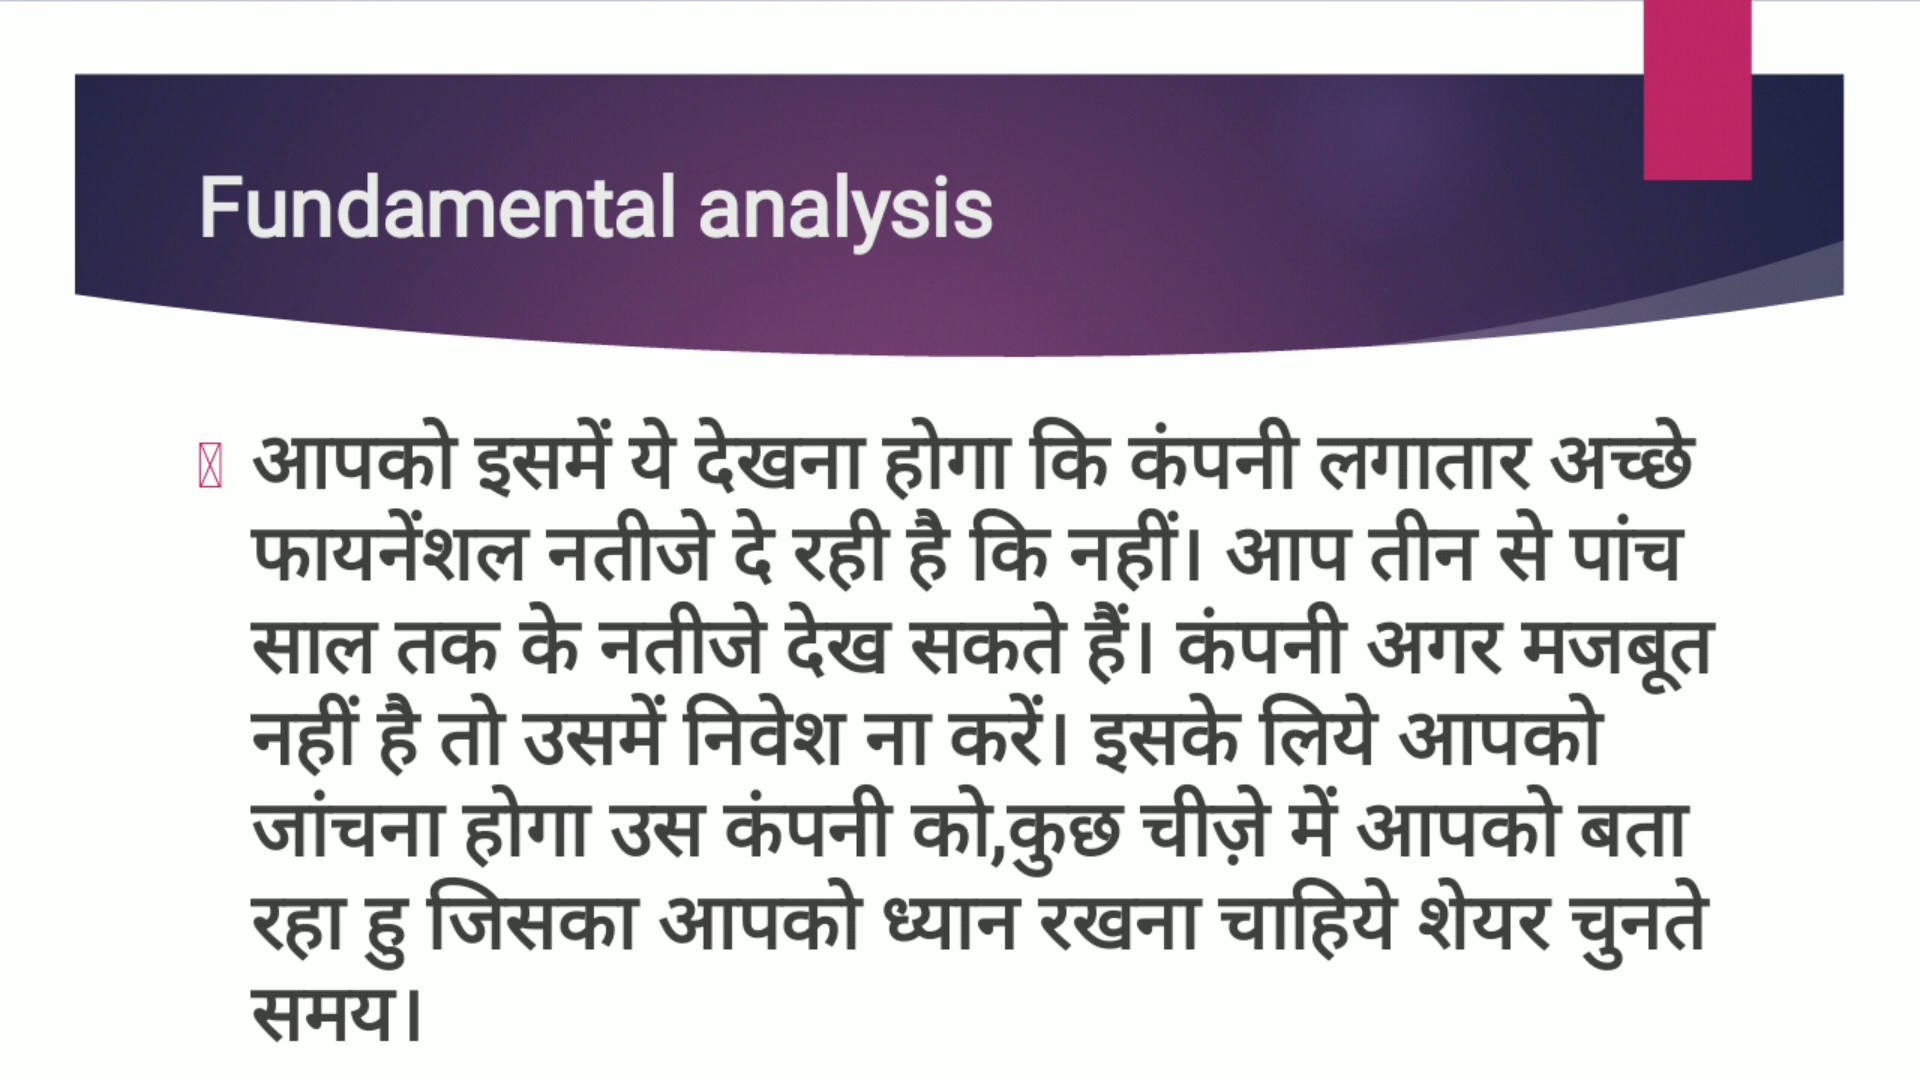 Fundamental analysis
आपको इसमें ये देखना होगा कि कंपनी लगातार अच्छे
फायनेंशल नतीजे दे रही है कि नहीं। आप तीन से पांच
साल तक के नतीजे देख सकते हैं। कंपनी अगर मजबूत
नहीं है तो उसमें निवेश ना करें। इसके लिये आपको
जांचना होगा उस कंपनी को,कुछ चीज़े में आपको बता
रहा हु जिसका आपको ध्यान रखना चाहिये शेयर चुनते
समय।